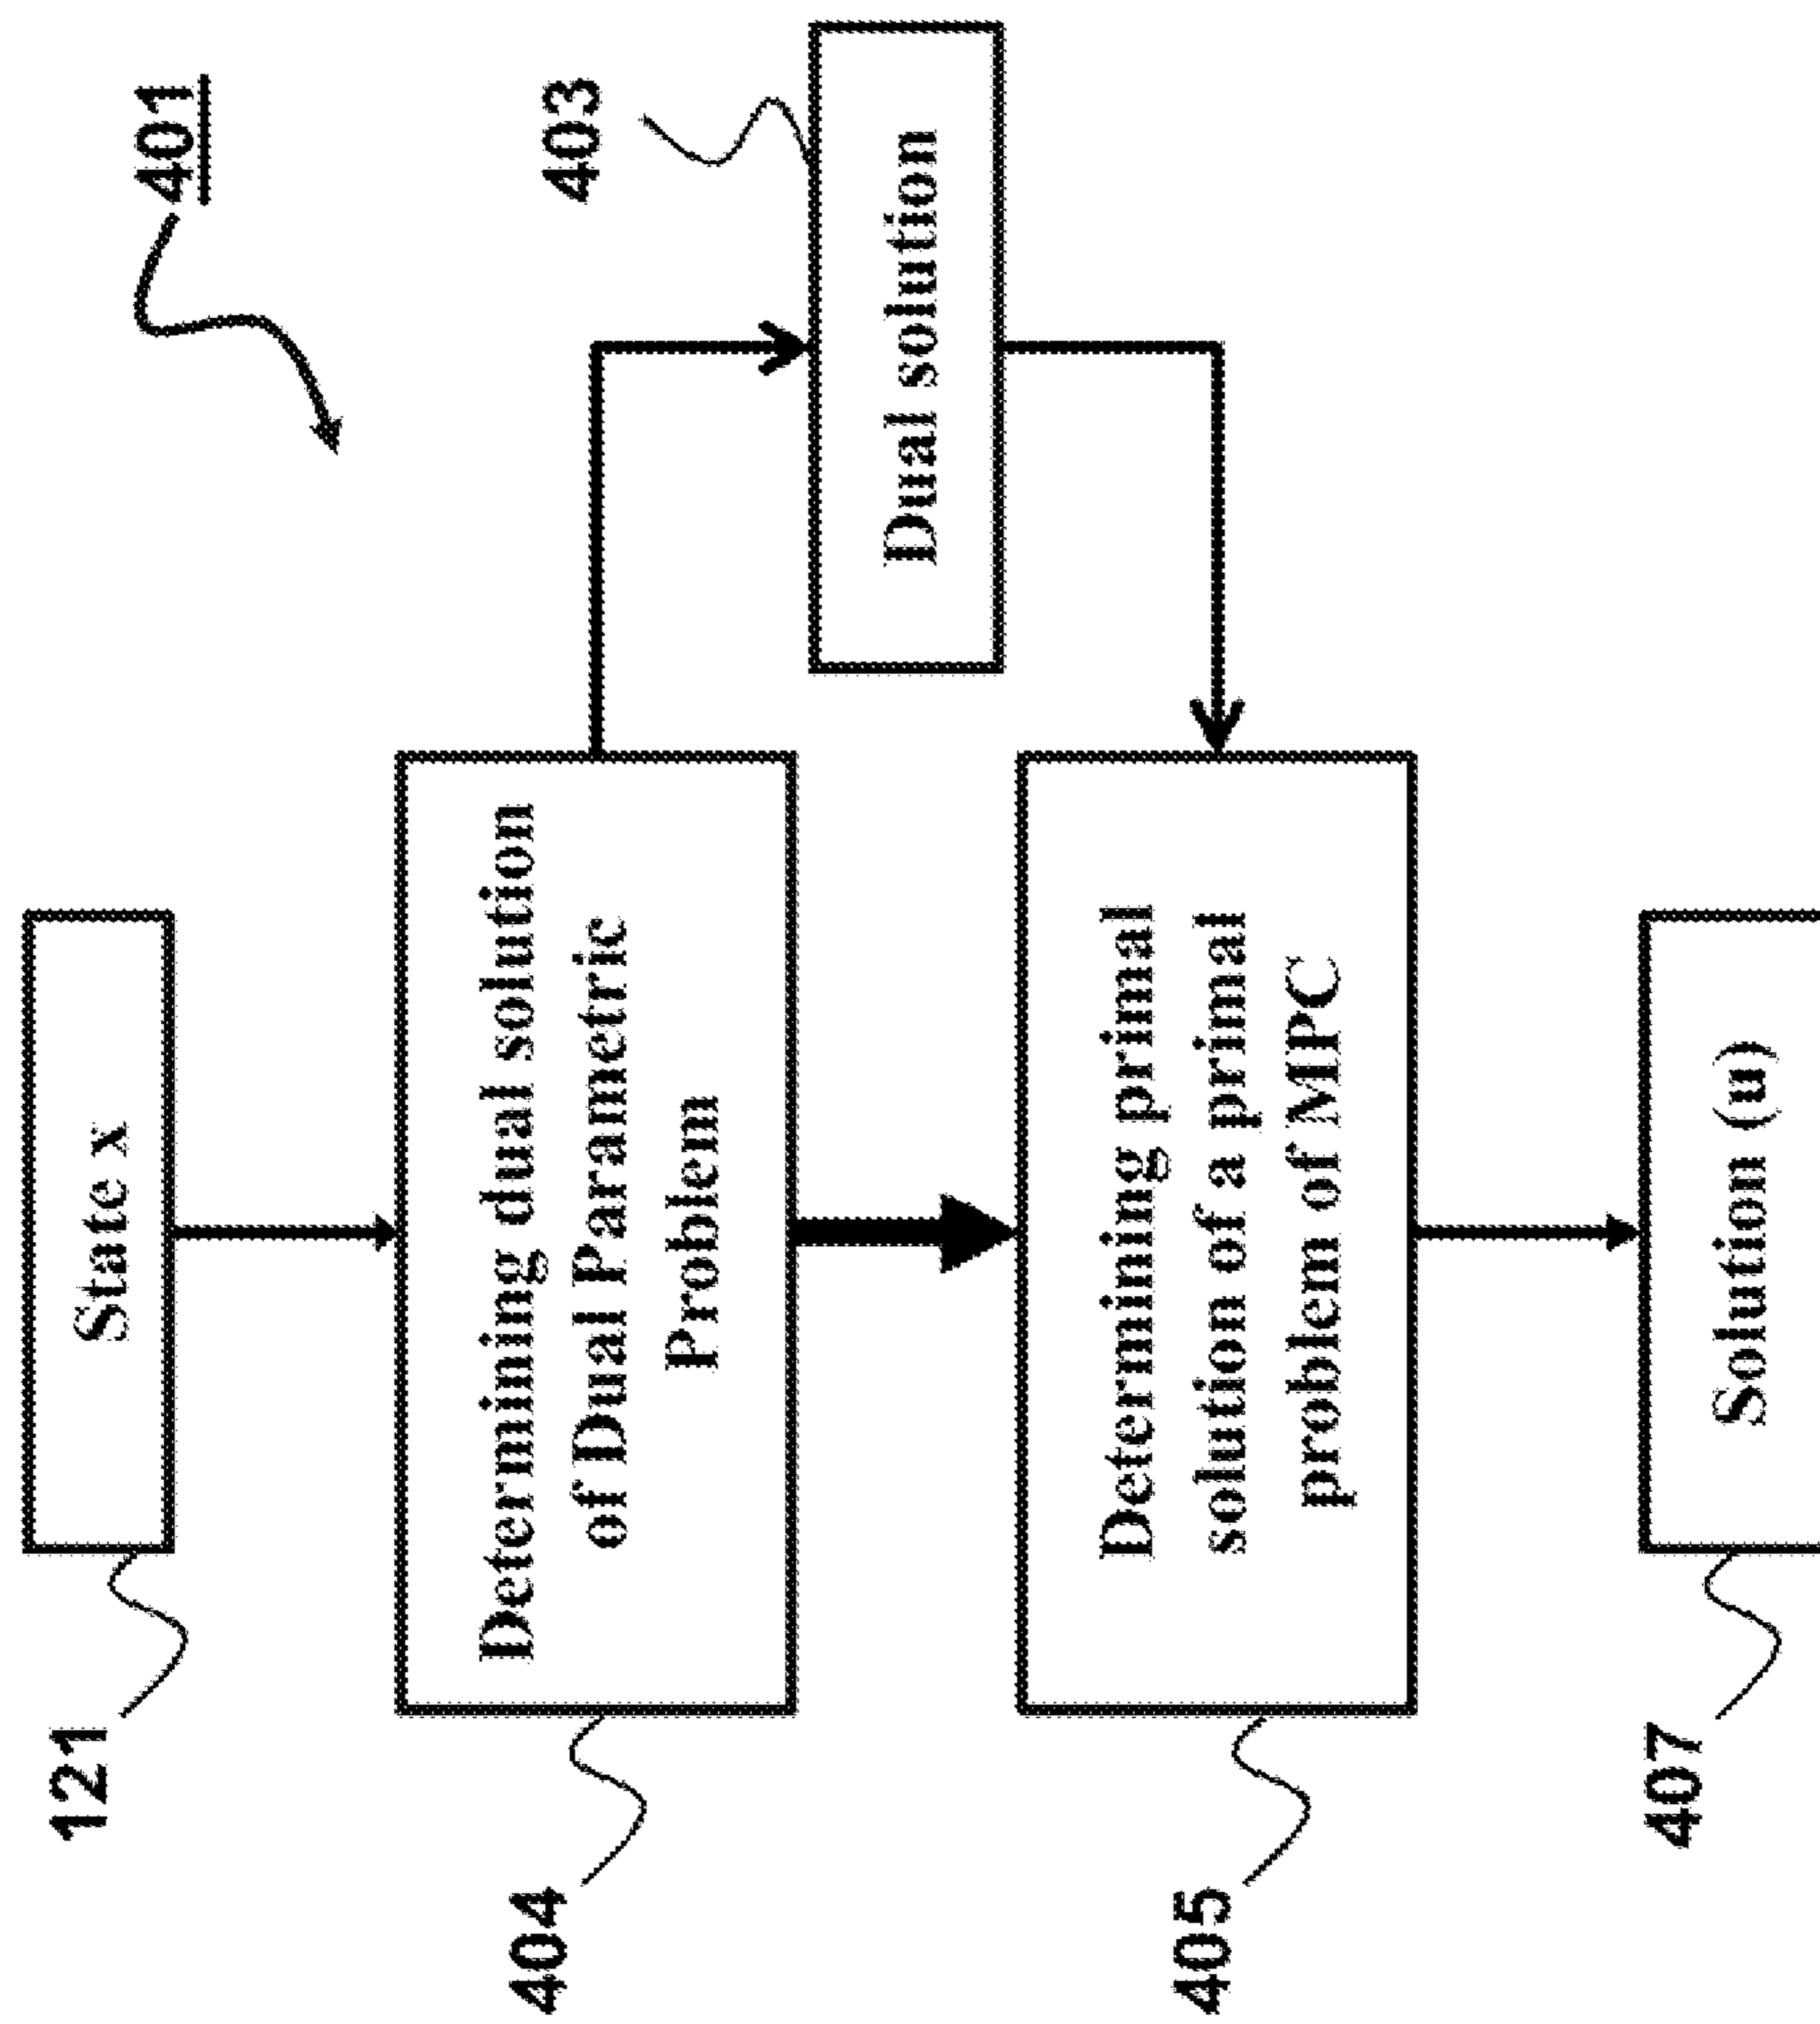 401
121
State x
404
Determining dual solution
of Dual Parametric
Problem
403
Dual solution
405
Determining primal
solution of a primal
problem of MPC
407
Solution (u)